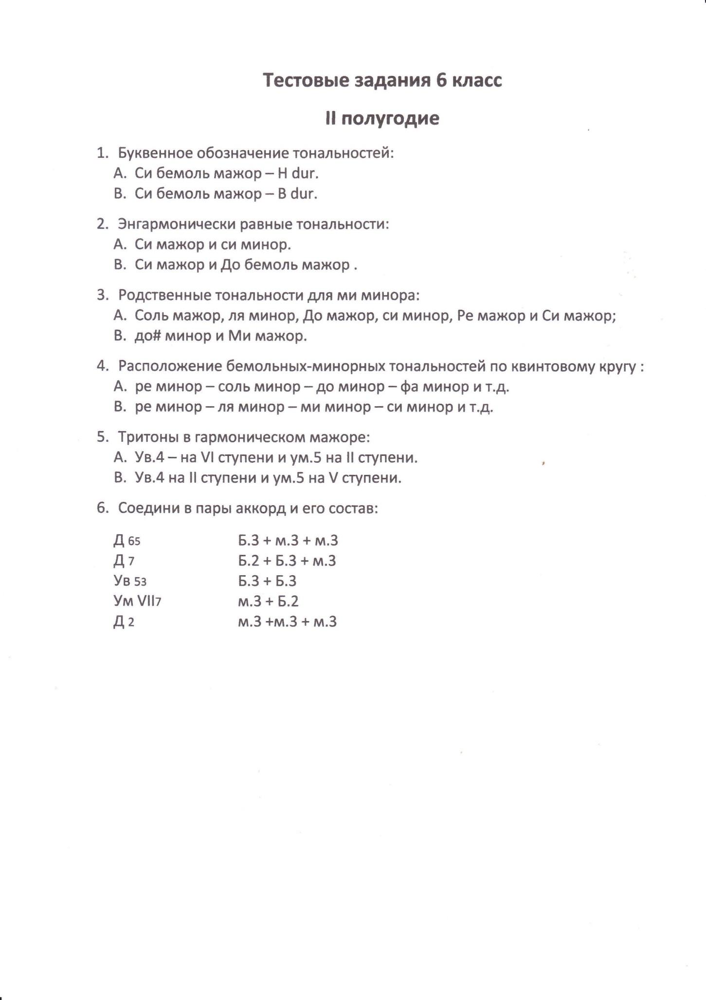 Тестовые задания 6 класс
II полугодие
1. Буквенное обозначение тональностей:
А. Си бемоль мажор – H dur.
В. Си бемоль мажор – B dur.
2. Энгармонически равные тональности:
А. Си мажор и си минор.
В. Си мажор и До бемоль мажор .
3. Родственные тональности для ми минора:
А. Соль мажор, ля минор, До мажор, си минор, Ре мажор и Си мажор;
В. до# минор и Ми мажор.
4. Расположение бемольных-минорных тональностей по квинтовому кругу :
А. ре минор – соль минор – до минор – фа минор и т.д.
В. ре минор – ля минор – ми минор – си минор и т.д.
5. Тритоны в гармоническом мажоре:
А. Ув.4 – на VI ступени и ум.5 на II ступени.
В. Ув.4 на II ступени и ум.5 на V ступени.
6. Соедини в пары аккорд и его состав:
Д 65 Б.3 + м.3 + м.3
Д 7 Б.2 + Б.3 + м.3
Ув 53 Б.3 + Б.3
Ум VII7 м.3 + Б.2
Д 2 м.3 +м.3 + м.3